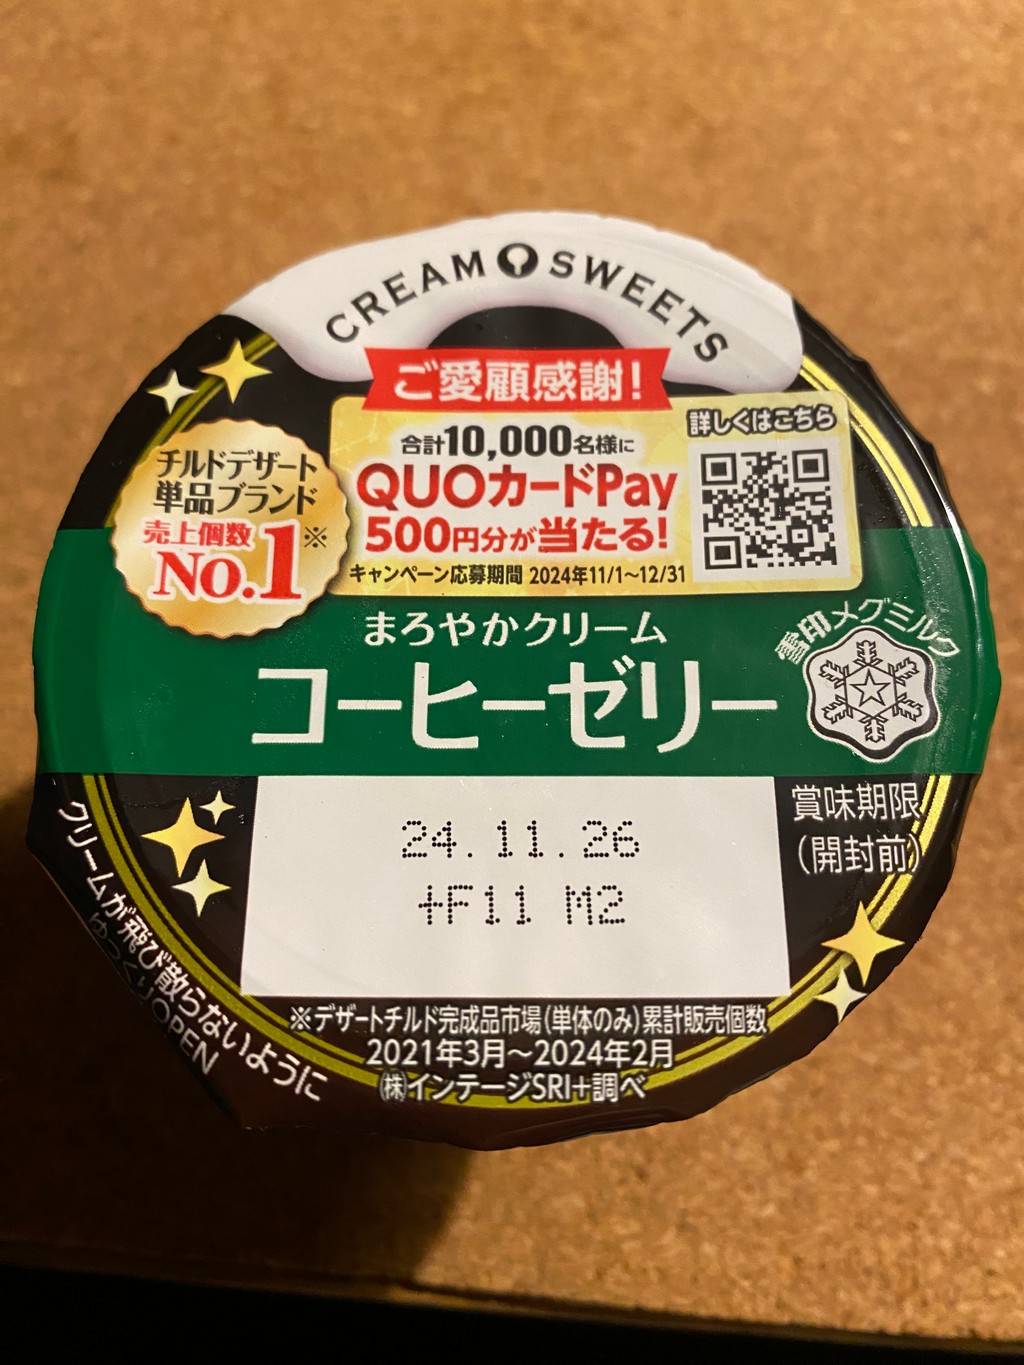 CREAM SWEETS
ご愛顧感謝!
合計10,000名様に
QUOカードPay
500円分が当たる!
キャンペーン応募期間 2024年11/1~12/31
詳しくはこちら
チルドデザート
単品ブランド
売上個数
No.1※
まろやかクリーム
コーヒーゼリー
雪印メグミルク
賞味期限
(開封前)
24.11.26
+F11 M2
クリームが飛び散らないように
ゆっくりOPEN
※デザートチルド完成品市場(単体のみ)累計販売個数
2021年3月~2024年2月
㈱インテージSRI+調べ